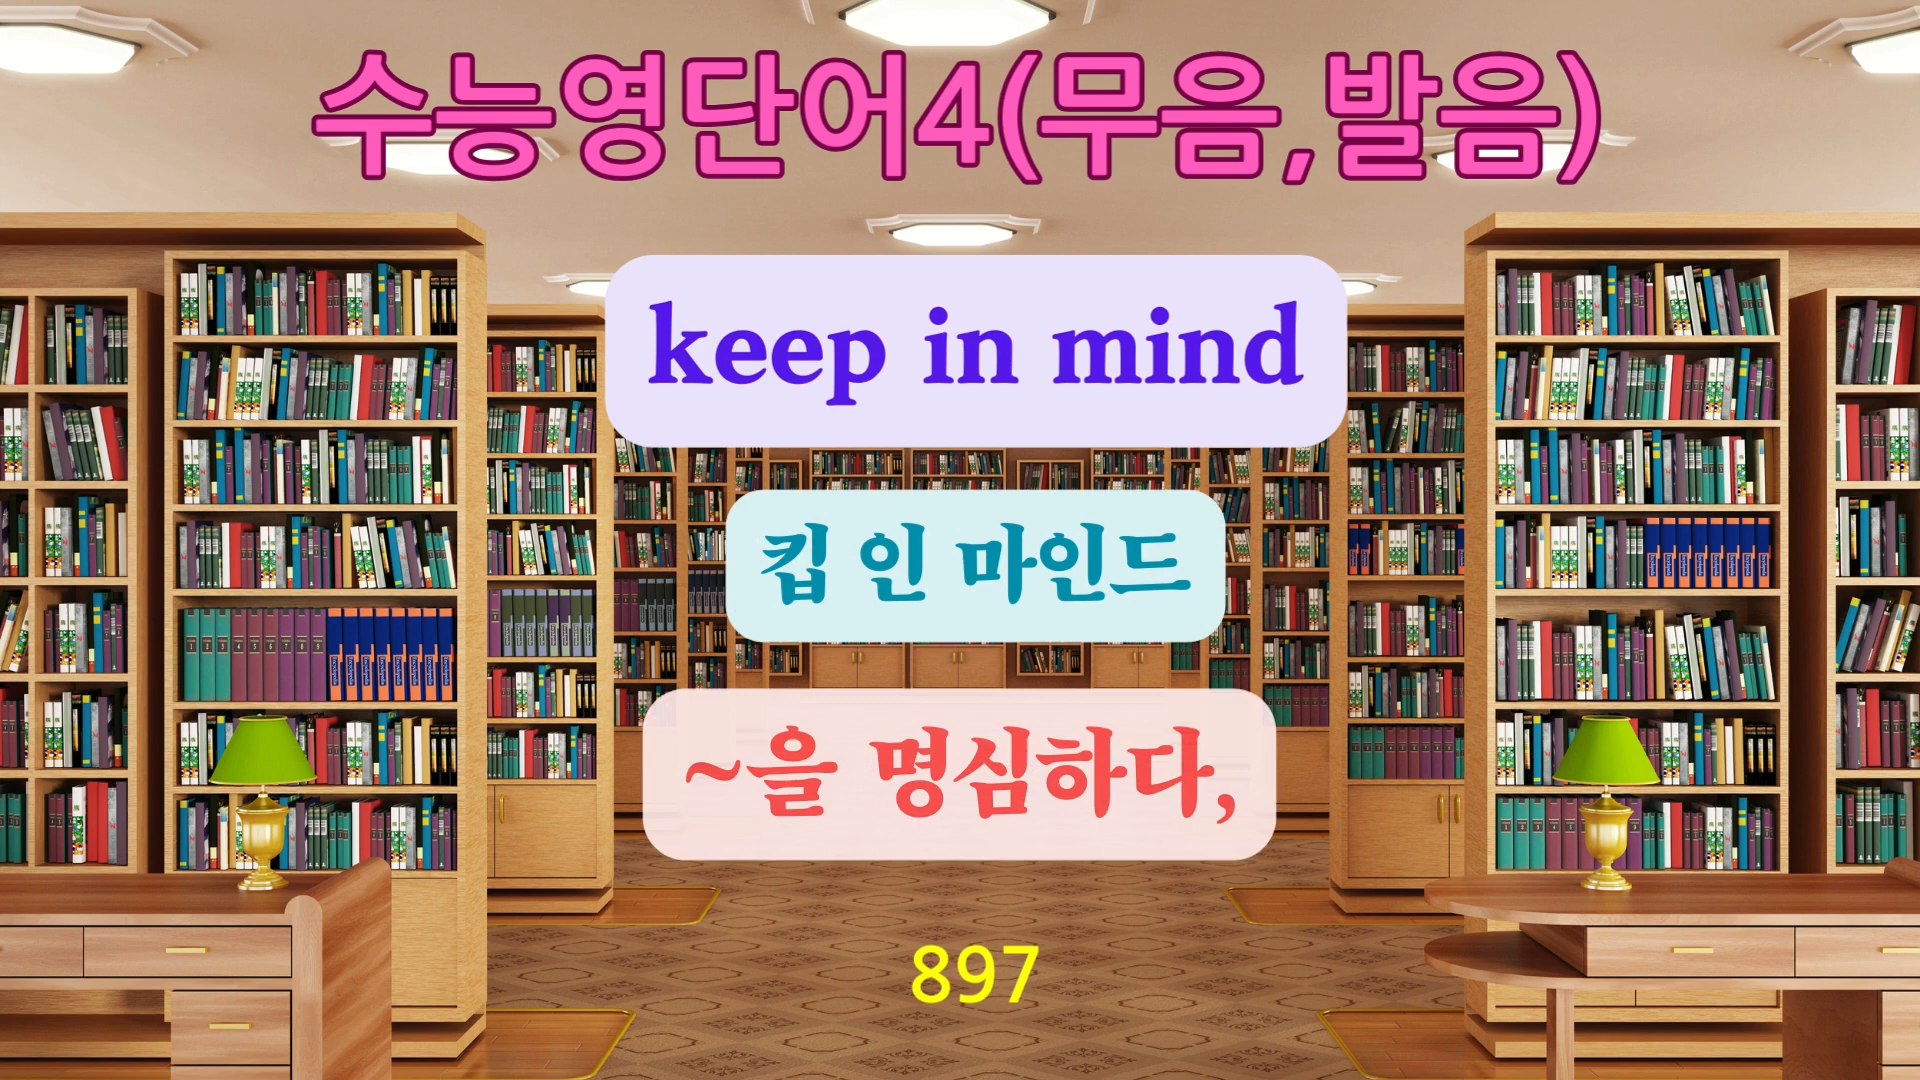 수능영단어4(무음,발음)
keep in mind
킵 인 마인드
~을 명심하다,
897